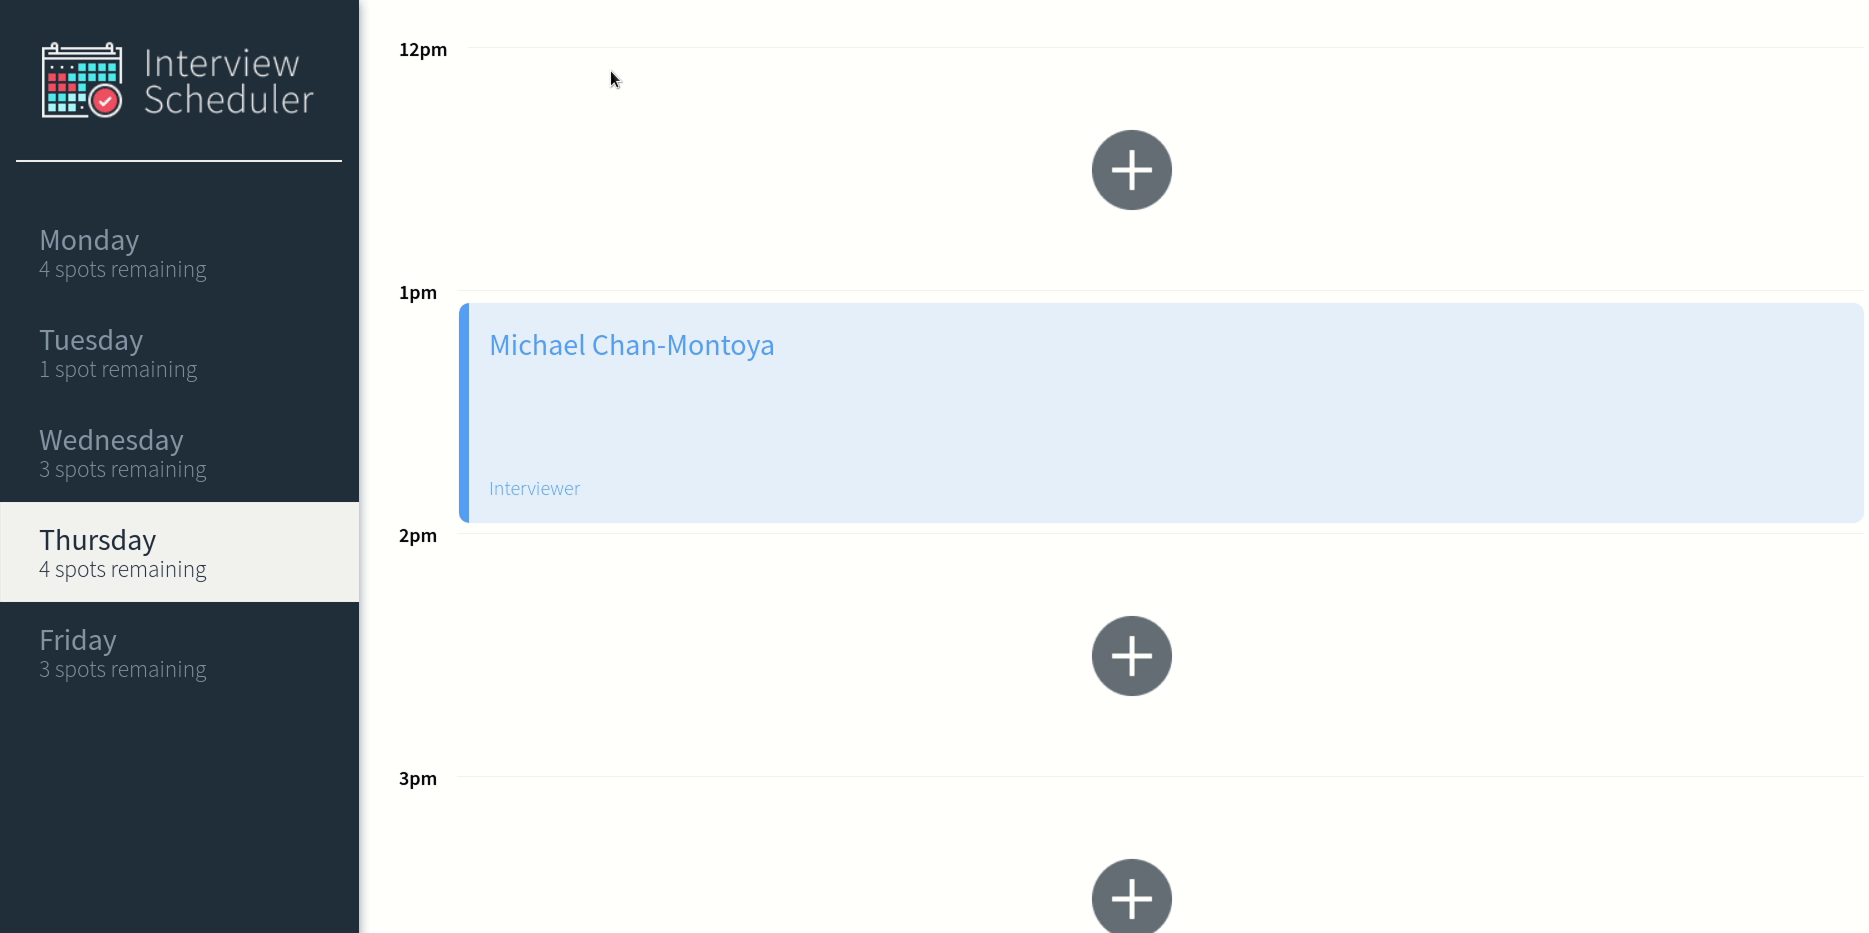 Interview
Scheduler
Monday
4 spots remaining
Tuesday
1 spot remaining
Wednesday
3 spots remaining
Thursday
4 spots remaining
Friday
3 spots remaining
12pm
1pm
Michael Chan-Montoya
Interviewer
2pm
3pm